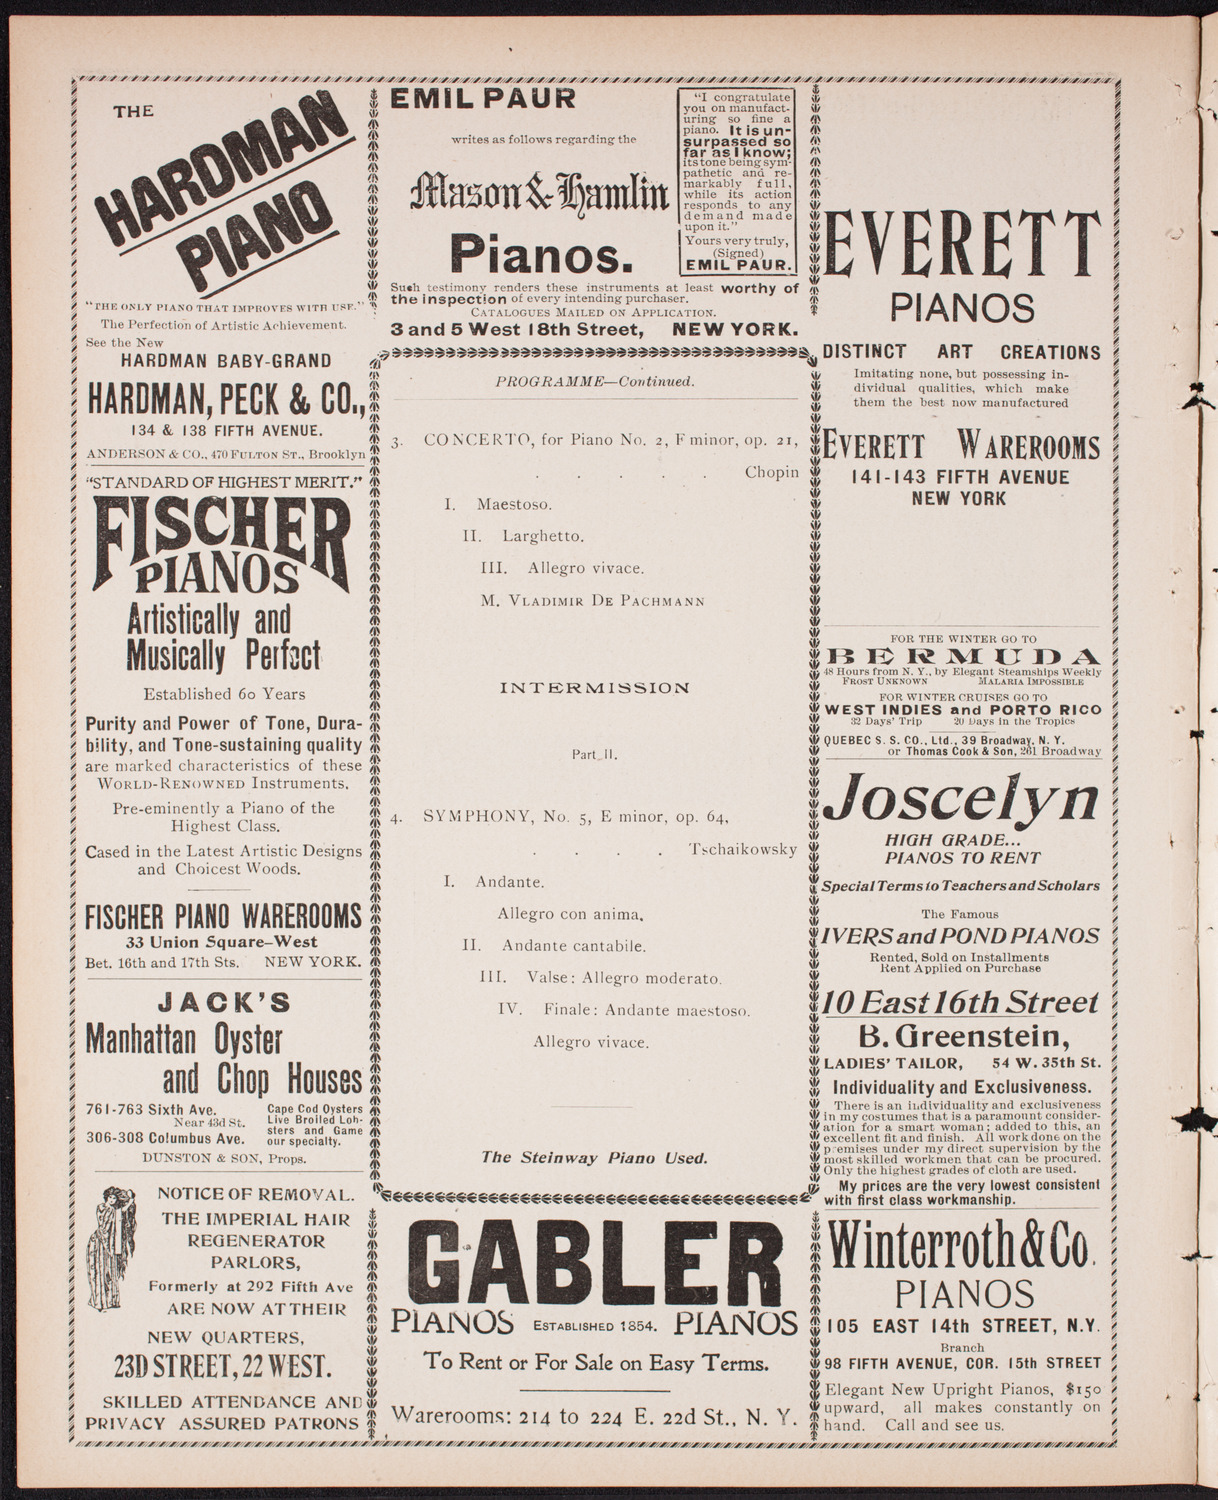 THE
HARDMAN
PIANO
"THE ONLY PIANO THAT IMPROVES WITH USE."
The Perfection of Artistic Achievement.
See the New
HARDMAN BABY-GRAND
HARDMAN, PECK & CO.,
134 & 138 FIFTH AVENUE.
ANDERSON & CO., 470 FULTON ST., Brooklyn
"STANDARD OF HIGHEST MERIT."
FISCHER
PIANOS
Artistically and
Musically Perfect
Established 60 Years
Purity and Power of Tone, Dura-
bility, and Tone-sustaining quality
are marked characteristics of these
WORLD-RENOWNED Instruments.
Pre-eminently a Piano of the
Highest Class.
Cased in the Latest Artistic Designs
and Choicest Woods.
FISCHER PIANO WAREROOMS
33 Union Square—West
Bet. 16th and 17th Sts. NEW YORK.
JACK'S
Manhattan Oyster
and Chop Houses
761-763 Sixth Ave.
Near 43d St.
306-308 Columbus Ave.
Cape Cod Oysters
Live Broiled Lob-
sters and Game
our specialty.
DUNSTON & SON, Props.
NOTICE OF REMOVAL.
THE IMPERIAL HAIR
REGENERATOR
PARLORS,
Formerly at 292 Fifth Ave
ARE NOW AT THEIR
NEW QUARTERS,
23D STREET, 22 WEST.
SKILLED ATTENDANCE AND
PRIVACY ASSURED PATRONS
EMIL PAUR
writes as follows regarding the
Mason & Hamlin
Pianos.
"I congratulate
you on manufact-
uring so fine a
piano. It is un-
surpassed so
far as I know;
its tone being sym-
pathetic and re-
markably full,
while its action
responds to any
demand made
upon it."
Yours very truly,
(Signed)
EMIL PAUR.
Such testimony renders these instruments at least worthy of
the inspection of every intending purchaser.
CATALOGUES MAILED ON APPLICATION.
3 and 5 West 18th Street, NEW YORK.
PROGRAMME—Continued.
3. CONCERTO, for Piano No. 2, F minor, op. 21,
. . . . . Chopin
I. Maestoso.
II. Larghetto.
III. Allegro vivace.
M. VLADIMIR DE PACHMANN
INTERMISSION
Part II.
4. SYMPHONY, No. 5, E minor, op. 64,
. . . . Tschaikowsky
I. Andante.
Allegro con anima,
II. Andante cantabile.
III. Valse: Allegro moderato.
IV. Finale: Andante maestoso.
Allegro vivace.
The Steinway Piano Used.
GABLER
PIANOS ESTABLISHED 1854. PIANOS
To Rent or For Sale on Easy Terms.
Warerooms: 214 to 224 E. 22d St., N. Y.
EVERETT
PIANOS
DISTINCT ART CREATIONS
Imitating none, but possessing in-
dividual qualities, which make
them the best now manufactured
EVERETT WAREROOMS
141-143 FIFTH AVENUE
NEW YORK
FOR THE WINTER GO TO
BERMUDA
48 Hours from N. Y., by Elegant Steamships Weekly
FROST UNKNOWN MALARIA IMPOSSIBLE
FOR WINTER CRUISES GO TO
WEST INDIES and PORTO RICO
32 Days' Trip 20 Days in the Tropics
QUEBEC S. S. CO., Ltd., 39 Broadway, N. Y.
or Thomas Cook & Son, 261 Broadway
Joscelyn
HIGH GRADE...
PIANOS TO RENT
Special Terms to Teachers and Scholars
The Famous
IVERS and POND PIANOS
Rented, Sold on Installments
Rent Applied on Purchase
10 East 16th Street
B. Greenstein,
LADIES' TAILOR, 54 W. 35th St.
Individuality and Exclusiveness.
There is an individuality and exclusiveness
in my costumes that is a paramount consider-
ation for a smart woman; added to this, an
excellent fit and finish. All work done on the
premises under my direct supervision by the
most skilled workmen that can be procured.
Only the highest grades of cloth are used.
My prices are the very lowest consistent
with first class workmanship.
Winterroth & Co.
PIANOS
105 EAST 14th STREET, N.Y.
Branch
98 FIFTH AVENUE, COR. 15th STREET
Elegant New Upright Pianos, $150
upward, all makes constantly on
hand. Call and see us.